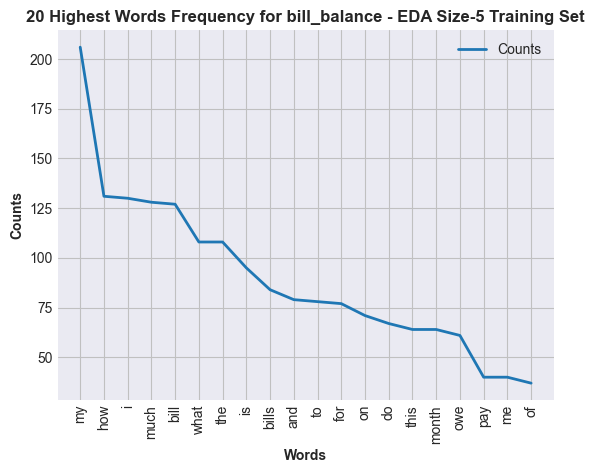 20 Highest Words Frequency for bill_balance - EDA Size-5 Training Set
Counts
200
175
150
125
100
75
50
Counts
my
how
i
much
bill
what
the
is
bills
and
to
for
on
do
this
month
owe
pay
me
of
Words